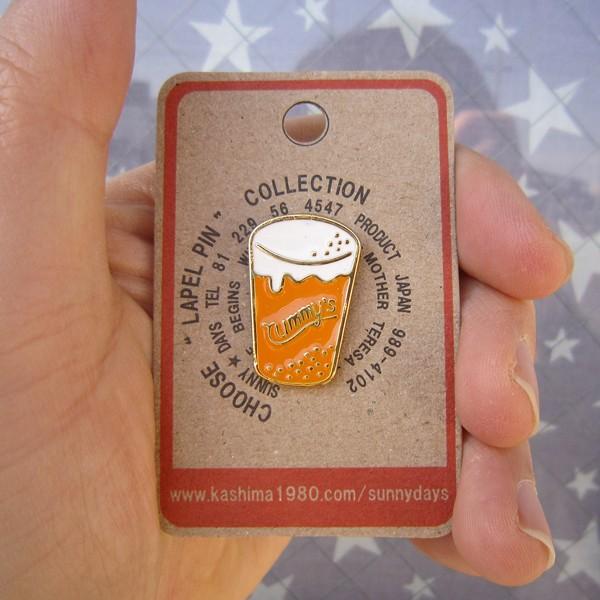 COLLECTION
CHOOSE "LAPEL PIN"
SUNNY★DAYS TEL 81 229 56 4547 PRODUCT JAPAN 989-4102
BEGINS
MOTHER TERESA
yummy's
www.kashima1980.com/sunnydays